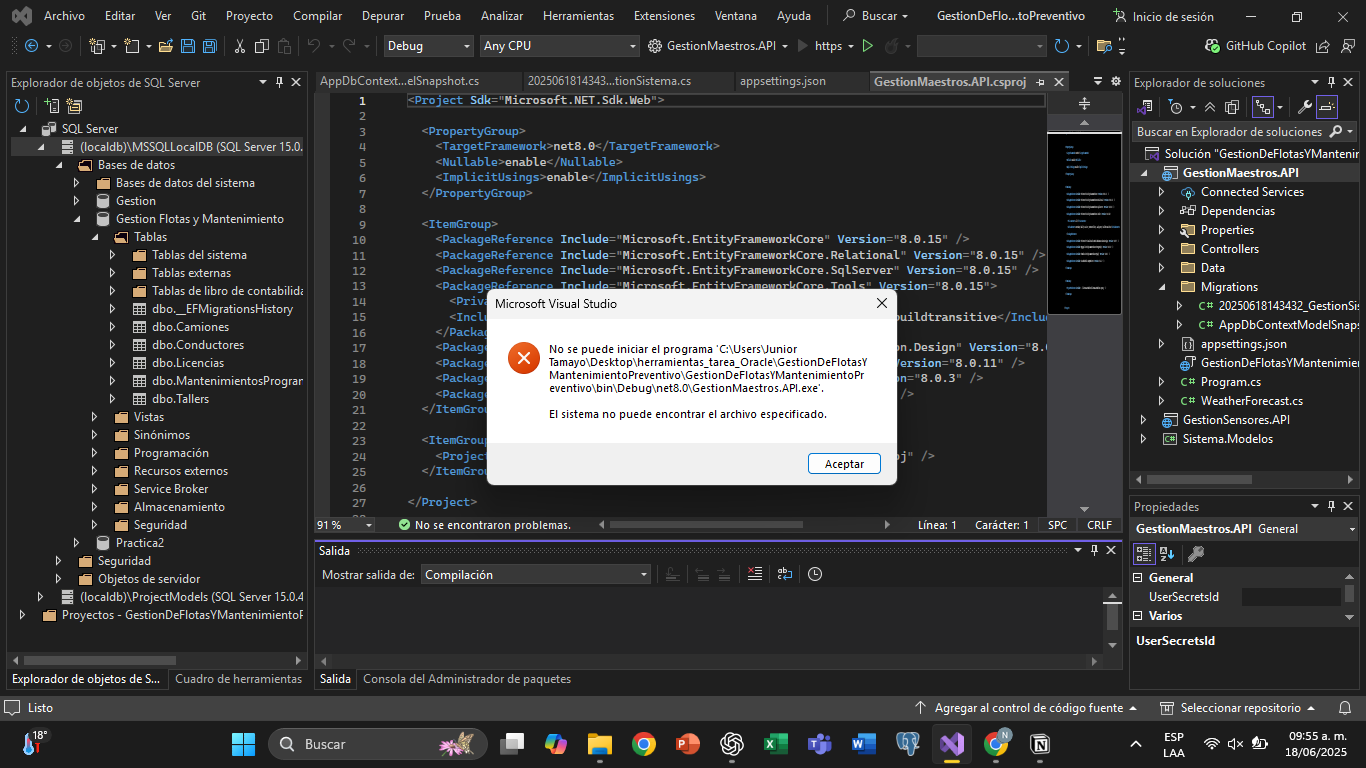 Archivo Editar Ver Git Proyecto Compilar Depurar Prueba Analizar Herramientas Extensiones Ventana Ayuda Buscar GestionDeFlo...toPreventivo Inicio de sesión
Debug Any CPU GestionMaestros.API https GitHub Copilot
Explorador de objetos de SQL Server
SQL Server
(localdb)\MSSQLLocalDB (SQL Server 15.0.
Bases de datos
Bases de datos del sistema
Gestion
Gestion Flotas y Mantenimiento
Tablas
Tablas del sistema
Tablas externas
Tablas de libro de contabilida
dbo.__EFMigrationsHistory
dbo.Camiones
dbo.Conductores
dbo.Licencias
dbo.MantenimientosProgran
dbo.Tallers
Vistas
Sinónimos
Programación
Recursos externos
Service Broker
Almacenamiento
Seguridad
Practica2
Seguridad
Objetos de servidor
(localdb)\ProjectModels (SQL Server 15.0.4
Proyectos - GestionDeFlotasYMantenimientoP
Explorador de objetos de S... Cuadro de herramientas
AppDbContext...elSnapshot.cs 2025061814343...tionSistema.cs appsettings.json GestionMaestros.API.csproj
1 <Project Sdk="Microsoft.NET.Sdk.Web">
2
3 <PropertyGroup>
4 <TargetFramework>net8.0</TargetFramework>
5 <Nullable>enable</Nullable>
6 <ImplicitUsings>enable</ImplicitUsings>
7 </PropertyGroup>
8
9 <ItemGroup>
10 <PackageReference Include="Microsoft.EntityFrameworkCore" Version="8.0.15" />
11 <PackageReference Include="Microsoft.EntityFrameworkCore.Relational" Version="8.0.15" />
12 <PackageReference Include="Microsoft.EntityFrameworkCore.SqlServer" Version="8.0.15" />
13 <PackageReference Include="Microsoft.EntityFrameworkCore.Tools" Version="8.0.15">
14 <Priva
15 <Inclu buildtransitive</Inclu
16 </Packag
17 <Packag on.Design" Version="8.0
18 <Packag ="8.0.11" />
19 <Packag ="8.0.3" />
20 <Packag />
21 </ItemGrou
22
23 <ItemGrou
24 <Projec oj" />
25 </ItemGrou
26
27 </Project>
91 % No se encontraron problemas. Línea: 1 Carácter: 1 SPC CRLF
Microsoft Visual Studio
No se puede iniciar el programa 'C:\Users\Junior
Tamayo\Desktop\herramientas_tarea_Oracle\GestionDeFlotasY
MantenimientoPreventivo\GestionDeFlotasYMantenimientoPr
eventivo\bin\Debug\net8.0\GestionMaestros.API.exe'.
El sistema no puede encontrar el archivo especificado.
Aceptar
Salida
Mostrar salida de: Compilación
Salida Consola del Administrador de paquetes
Explorador de soluciones
Buscar en Explorador de soluciones
Solución "GestionDeFlotasYMantenir
GestionMaestros.API
Connected Services
Dependencias
Properties
Controllers
Data
Migrations
C# 20250618143432_GestionSis
C# AppDbContextModelSnaps
appsettings.json
GestionDeFlotasYMantenimier
C# Program.cs
C# WeatherForecast.cs
GestionSensores.API
Sistema.Modelos
Propiedades
GestionMaestros.API General
General
UserSecretsId
Varios
UserSecretsId
Listo Agregar al control de código fuente Seleccionar repositorio
18° Buscar ESP LAA 09:55 a. m. 18/06/2025